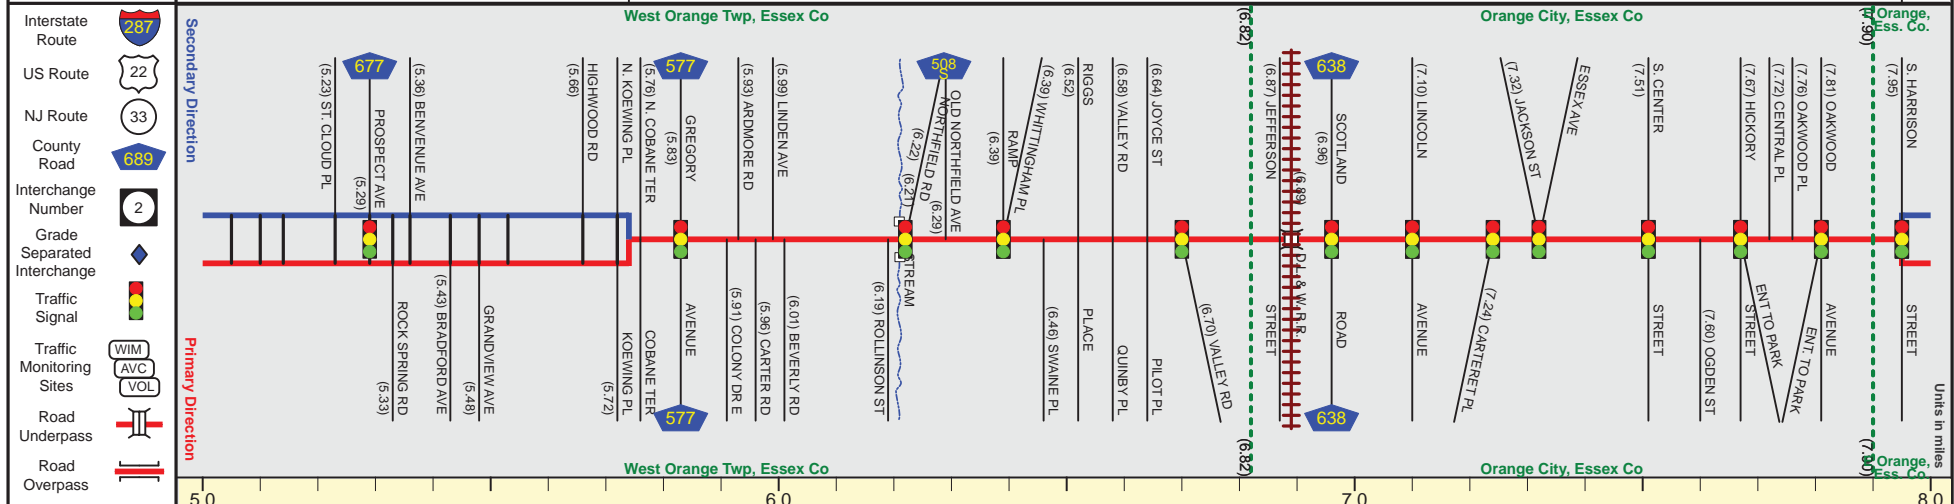 Interstate
Route
287
US Route
22
NJ Route
33
County
Road
689
Interchange
Number
2
Grade
Separated
Interchange
Traffic
Signal
Traffic
Monitoring
Sites
WIM
AVC
VOL
Road
Underpass
Road
Overpass
Secondary Direction
Primary Direction
West Orange Twp, Essex Co
(6.82)
Orange City, Essex Co
(7.90)
E Orange,
Ess. Co.
(5.23) ST. CLOUD PL
677
PROSPECT AVE
(5.29)
(5.36) BENVENUE AVE
HIGHWOOD RD
(5.66)
N. KOEWING PL
(5.76) N. COBANE TER
577
GREGORY
(5.83)
(5.93) ARDMORE RD
(5.99) LINDEN AVE
508
S
(6.22)
NORTHFIELD RD
(6.21)
OLD NORTHFIELD AVE
(6.29)
(6.39)
RAMP
(6.39) WHITTINGHAM PL
RIGGS
(6.52)
(6.58) VALLEY RD
(6.64) JOYCE ST
(6.87) JEFFERSON
(6.89)
638
SCOTLAND
(6.96)
(7.10) LINCOLN
(7.32) JACKSON ST
ESSEX AVE
S. CENTER
(7.51)
(7.67) HICKORY
(7.72) CENTRAL PL
(7.76) OAKWOOD PL
(7.81) OAKWOOD
S. HARRISON
(7.95)
ROCK SPRING RD
(5.33)
(5.43) BRADFORD AVE
GRANDVIEW AVE
(5.48)
KOEWING PL
(5.72)
COBANE TER
AVENUE
577
(5.91) COLONY DR E
(5.96) CARTER RD
(6.01) BEVERLY RD
(6.19) ROLLINSON ST
STREAM
(6.46) SWAINE PL
PLACE
QUINBY PL
PILOT PL
(6.70) VALLEY RD
STREET
D.L.& W.R.R.
ROAD
638
AVENUE
(7.24) CARTERET PL
STREET
(7.60) OGDEN ST
STREET
ENT TO PARK
ENT. TO PARK
AVENUE
STREET
Units in miles
West Orange Twp, Essex Co
(6.82)
Orange City, Essex Co
(7.90)
E Orange,
Ess. Co.
5.0
6.0
7.0
8.0